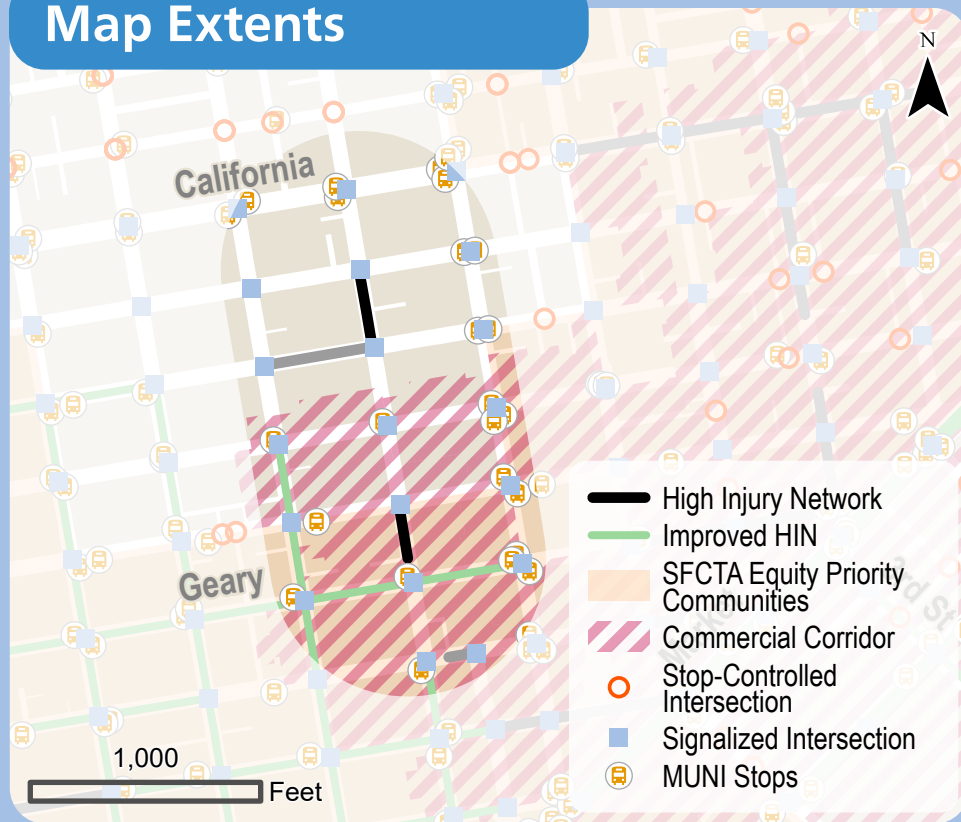 Map Extents
N
California
Geary
High Injury Network
Improved HIN
SFCTA Equity Priority
Communities
Commercial Corridor
Stop-Controlled
Intersection
Signalized Intersection
MUNI Stops
1,000
Feet